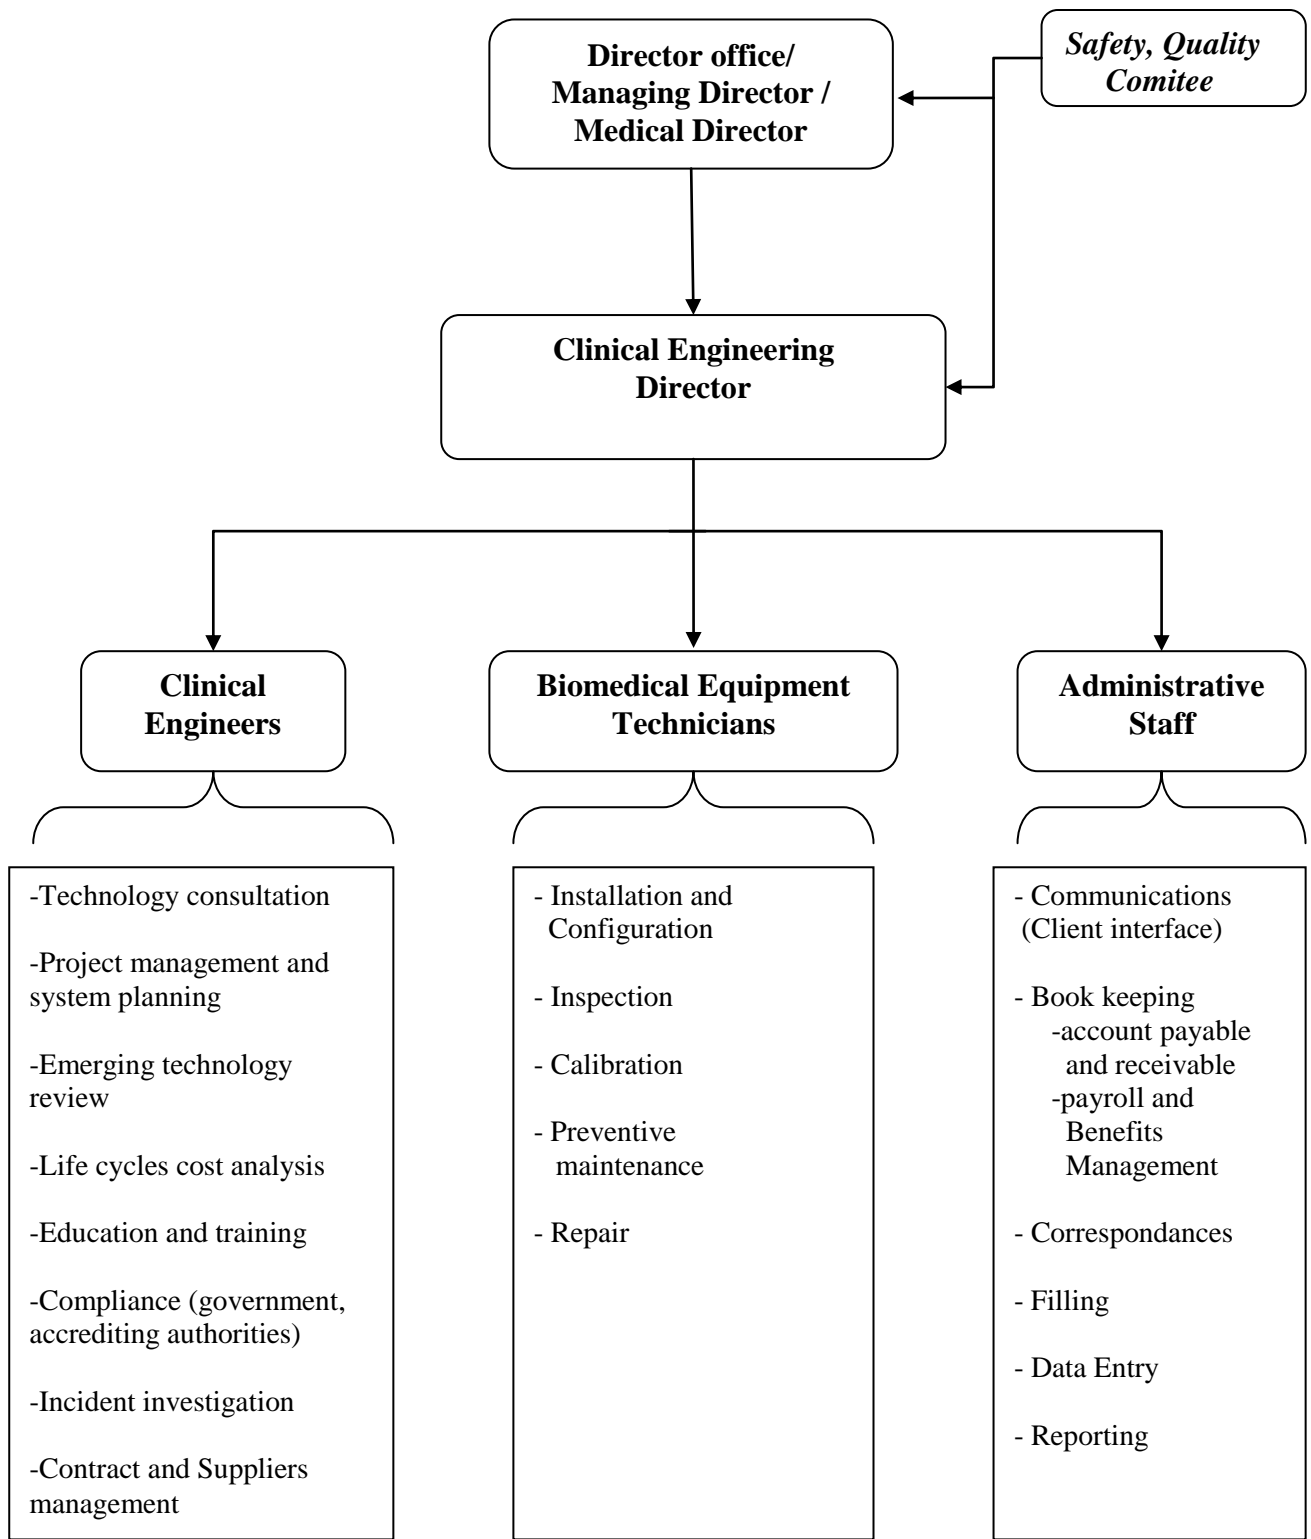 Director office/
Managing Director /
Medical Director
Safety, Quality
Comitee
Clinical Engineering
Director
Clinical
Engineers
Biomedical Equipment
Technicians
Administrative
Staff
-Technology consultation
-Project management and
system planning
-Emerging technology
review
-Life cycles cost analysis
-Education and training
-Compliance (government,
accrediting authorities)
-Incident investigation
-Contract and Suppliers
management
- Installation and
Configuration
- Inspection
- Calibration
- Preventive
maintenance
- Repair
- Communications
(Client interface)
- Book keeping
-account payable
and receivable
-payroll and
Benefits
Management
- Correspondances
- Filling
- Data Entry
- Reporting